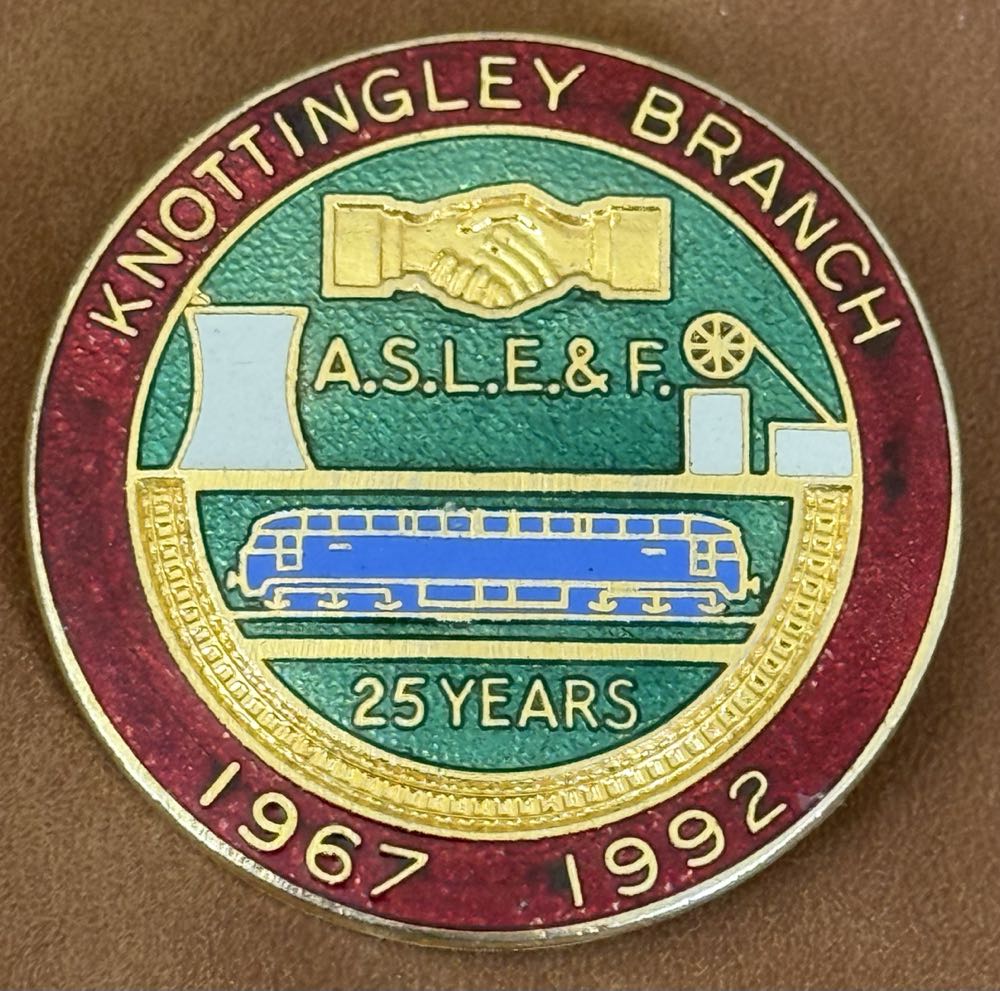 KNOTTINGLEY BRANCH
A.S.L.E.& F.
25 YEARS
1967 1992